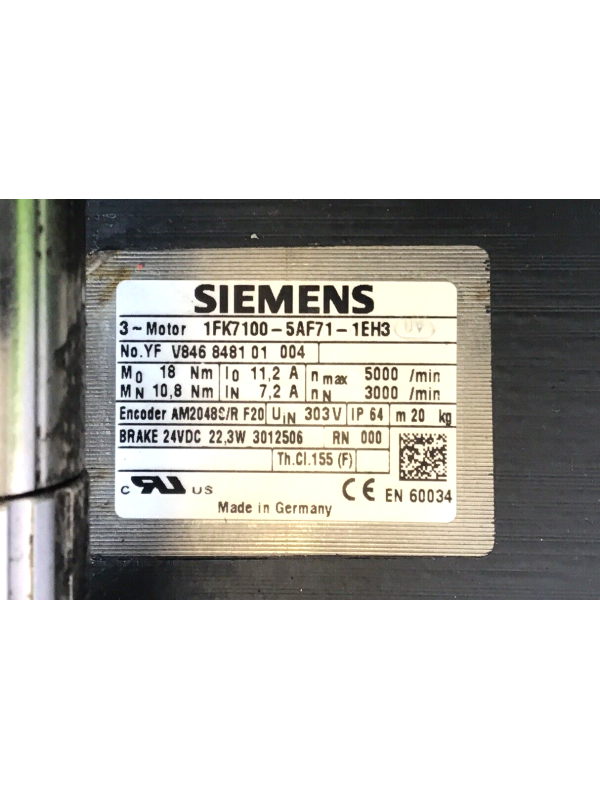 SIEMENS
3~Motor 1FK7100-5AF71-1EH3
No.YF V846 8481 01 004
M0 18 Nm I0 11,2 A n max 5000 /min
MN 10,8 Nm IN 7,2 A nN 3000 /min
Encoder AM2048S/R F20 UIN 303V IP 64 m 20 kg
BRAKE 24VDC 22,3W 3012506 RN 000
Th.Cl.155 (F)
c US CE EN 60034
Made in Germany